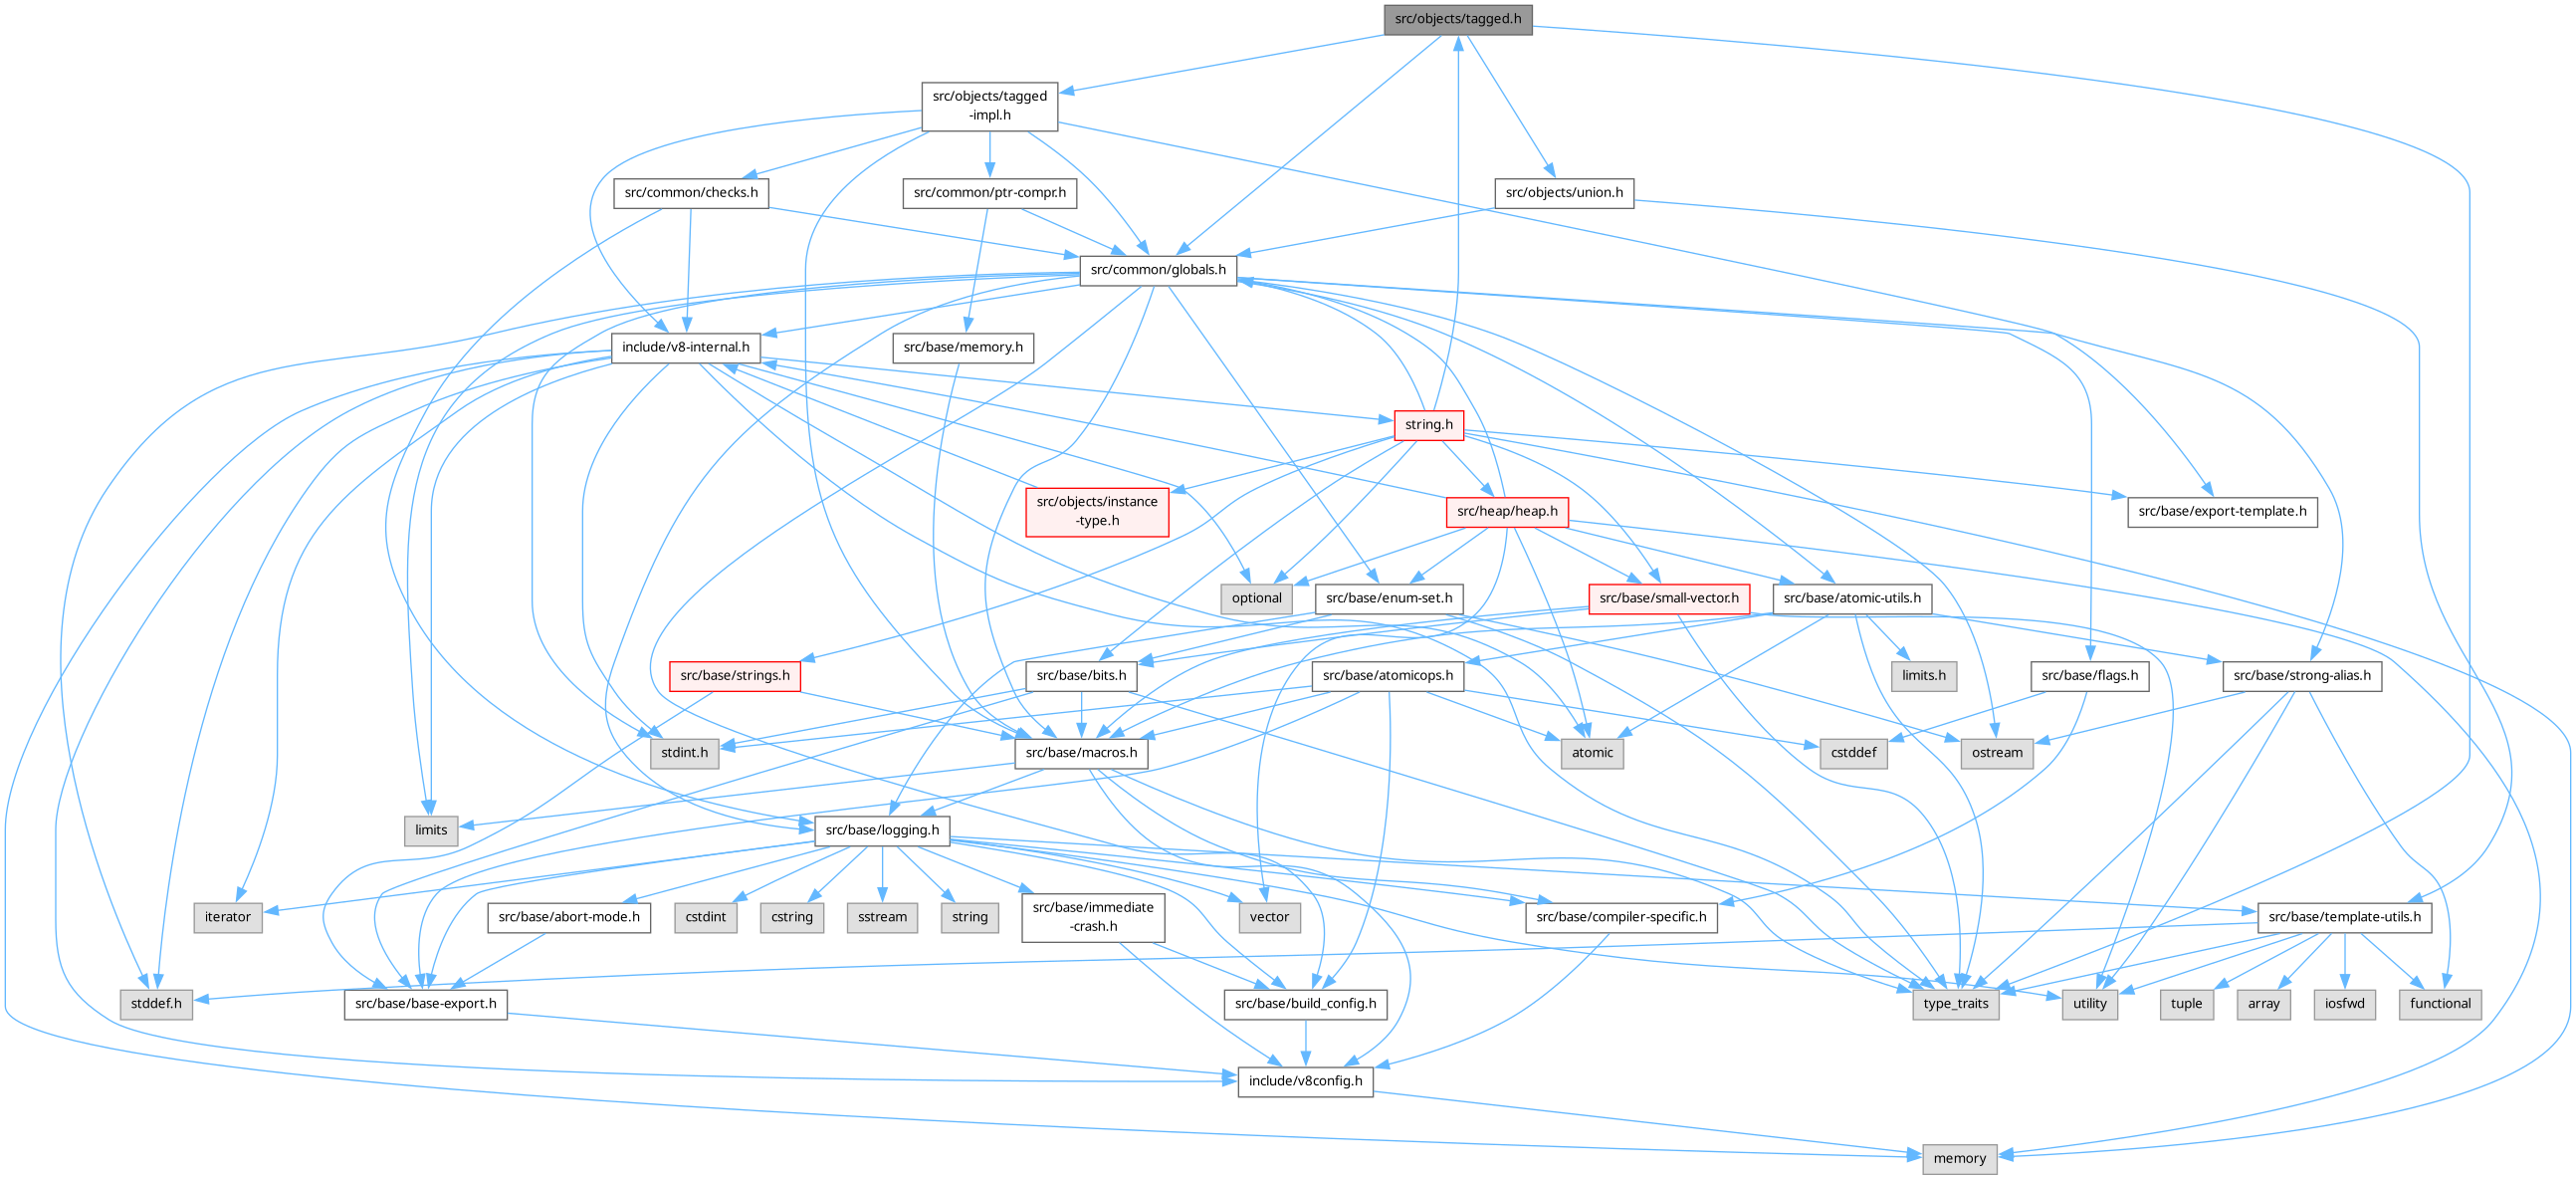 src/objects/tagged.h
src/objects/tagged
-impl.h
src/common/checks.h
src/common/ptr-compr.h
src/objects/union.h
src/common/globals.h
include/v8-internal.h
src/base/memory.h
string.h
src/objects/instance
-type.h
src/heap/heap.h
src/base/export-template.h
optional
src/base/enum-set.h
src/base/small-vector.h
src/base/atomic-utils.h
src/base/strings.h
src/base/bits.h
src/base/atomicops.h
limits.h
src/base/flags.h
src/base/strong-alias.h
stdint.h
src/base/macros.h
atomic
cstddef
ostream
limits
src/base/logging.h
iterator
src/base/abort-mode.h
cstdint
cstring
sstream
string
src/base/immediate
-crash.h
vector
src/base/compiler-specific.h
src/base/template-utils.h
stddef.h
src/base/base-export.h
src/base/build_config.h
type_traits
utility
tuple
array
iosfwd
functional
include/v8config.h
memory